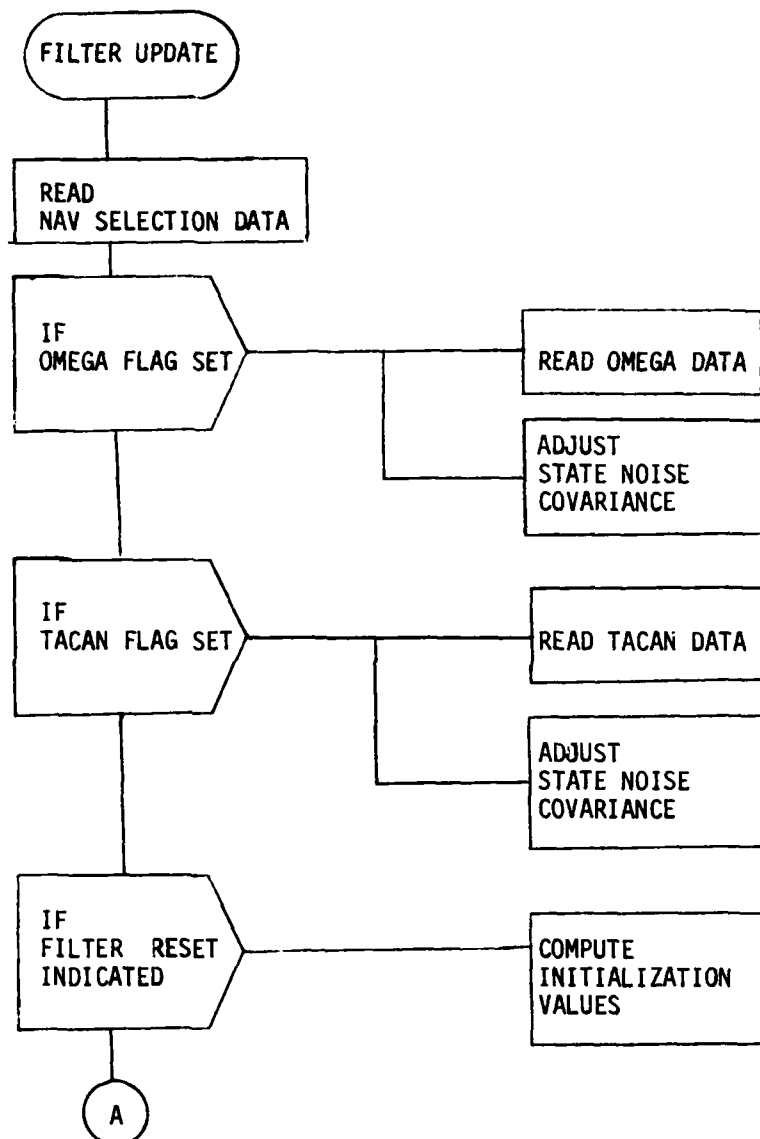 FILTER UPDATE
READ
NAV SELECTION DATA
IF
OMEGA FLAG SET
READ OMEGA DATA
ADJUST
STATE NOISE
COVARIANCE
IF
TACAN FLAG SET
READ TACAN DATA
ADJUST
STATE NOISE
COVARIANCE
IF
FILTER RESET
INDICATED
COMPUTE
INITIALIZATION
VALUES
A